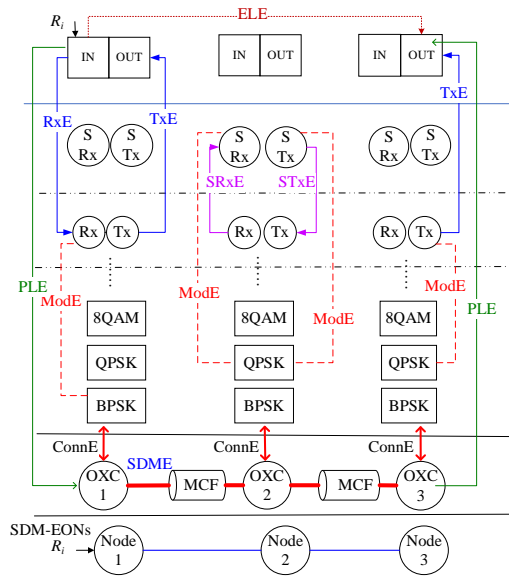 ELE
R_i
IN OUT
IN OUT
IN OUT
RxE
TxE
TxE
S Rx
S Tx
S Rx
S Tx
S Rx
S Tx
SRxE
STxE
Rx
Tx
Rx
Tx
Rx
Tx
PLE
ModE
ModE
ModE
ModE
PLE
8QAM
8QAM
8QAM
QPSK
QPSK
QPSK
BPSK
BPSK
BPSK
ConnE
ConnE
ConnE
SDME
OXC 1
MCF
OXC 2
MCF
OXC 3
SDM-EONs
R_i
Node 1
Node 2
Node 3